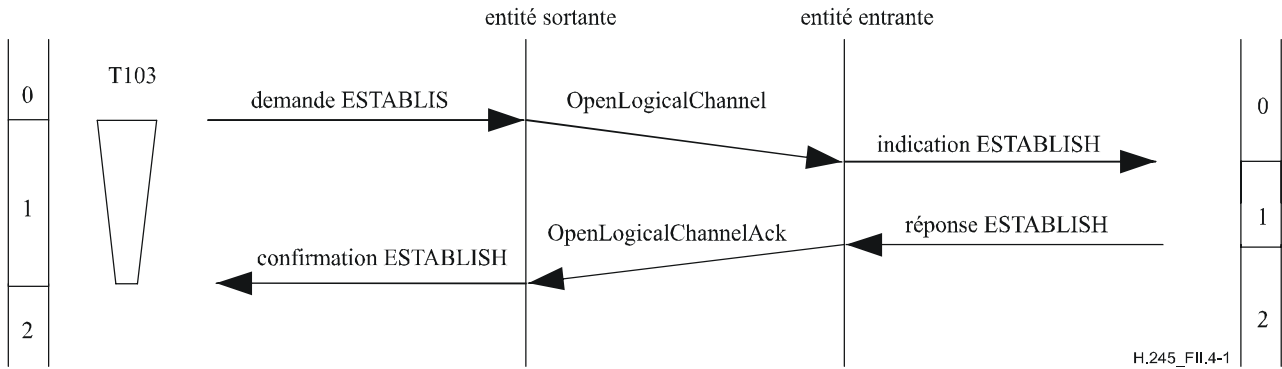 entité sortante
entité entrante
T103
0
demande ESTABLIS
OpenLogicalChannel
0
indication ESTABLISH
1
OpenLogicalChannelAck
réponse ESTABLISH
1
confirmation ESTABLISH
2
2
H.245_FII.4-1